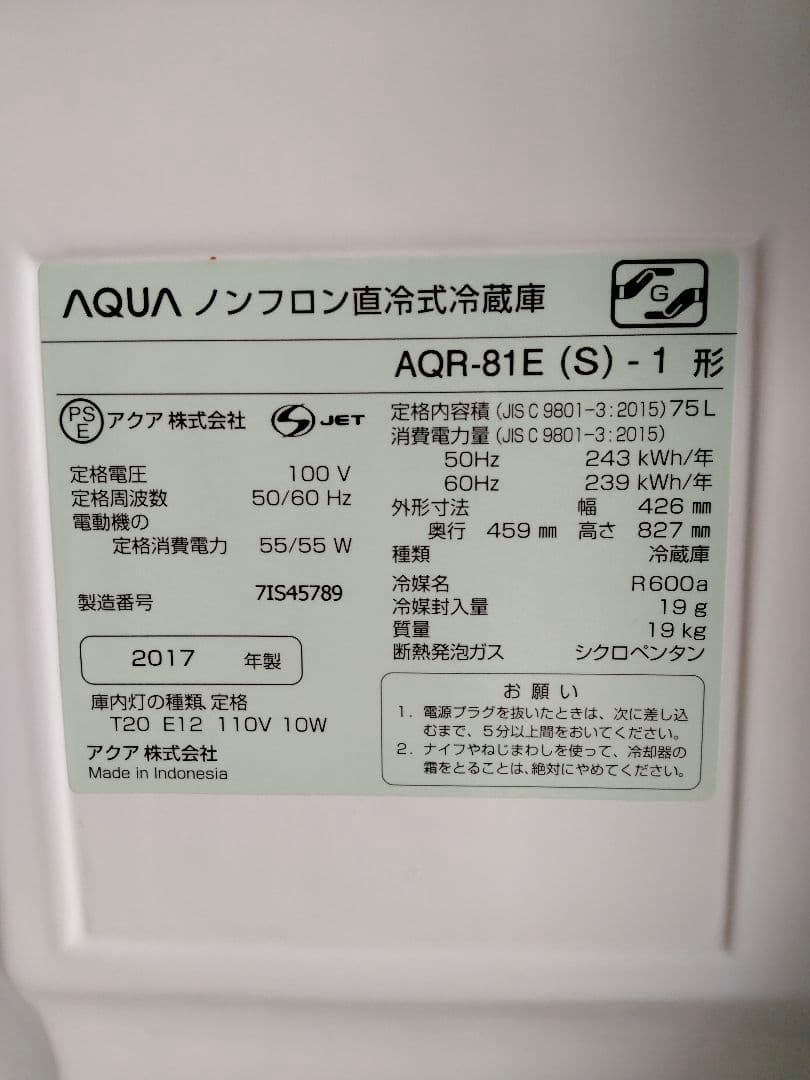 AQUA ノンフロン直冷式冷蔵庫
G
AQR-81E (S) - 1 形
PS
E
アクア 株式会社
S JET
定格電圧 100 V
定格周波数 50/60 Hz
電動機の
定格消費電力 55/55 W
製造番号 7IS45789
2017 年製
庫内灯の種類、定格
T20 E12 110V 10W
アクア 株式会社
Made in Indonesia
定格内容積 (JIS C 9801-3:2015) 75L
消費電力量 (JIS C 9801-3:2015)
50Hz 243 kWh/年
60Hz 239 kWh/年
外形寸法 幅 426 mm
奥行 459 mm 高さ 827 mm
種類 冷蔵庫
冷媒名 R600a
冷媒封入量 19 g
質量 19 kg
断熱発泡ガス シクロペンタン
お 願 い
1. 電源プラグを抜いたときは、次に差し込
むまで、5分以上間をおいてください。
2. ナイフやねじまわしを使って、冷却器の
霜をとることは、絶対にやめてください。